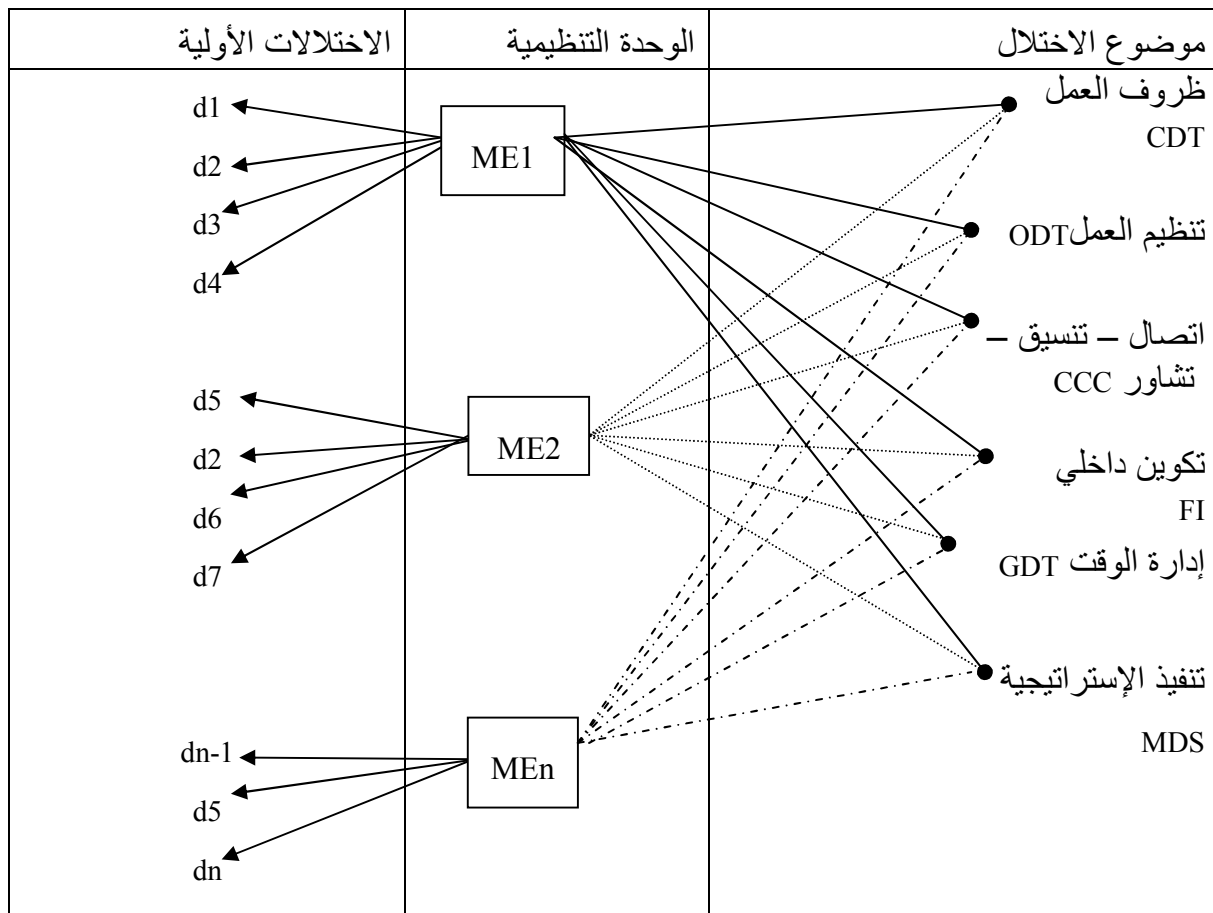 موضوع الاختلال
الوحدة التنظيمية
الاختلالات الأولية
ظروف العمل
CDT
تنظيم العملODT
اتصال – تنسيق –
تشاور CCC
تكوين داخلي
FI
إدارة الوقت GDT
تنفيذ الإستراتيجية
MDS
ME1
ME2
MEn
d1
d2
d3
d4
d5
d2
d6
d7
dn-1
d5
dn